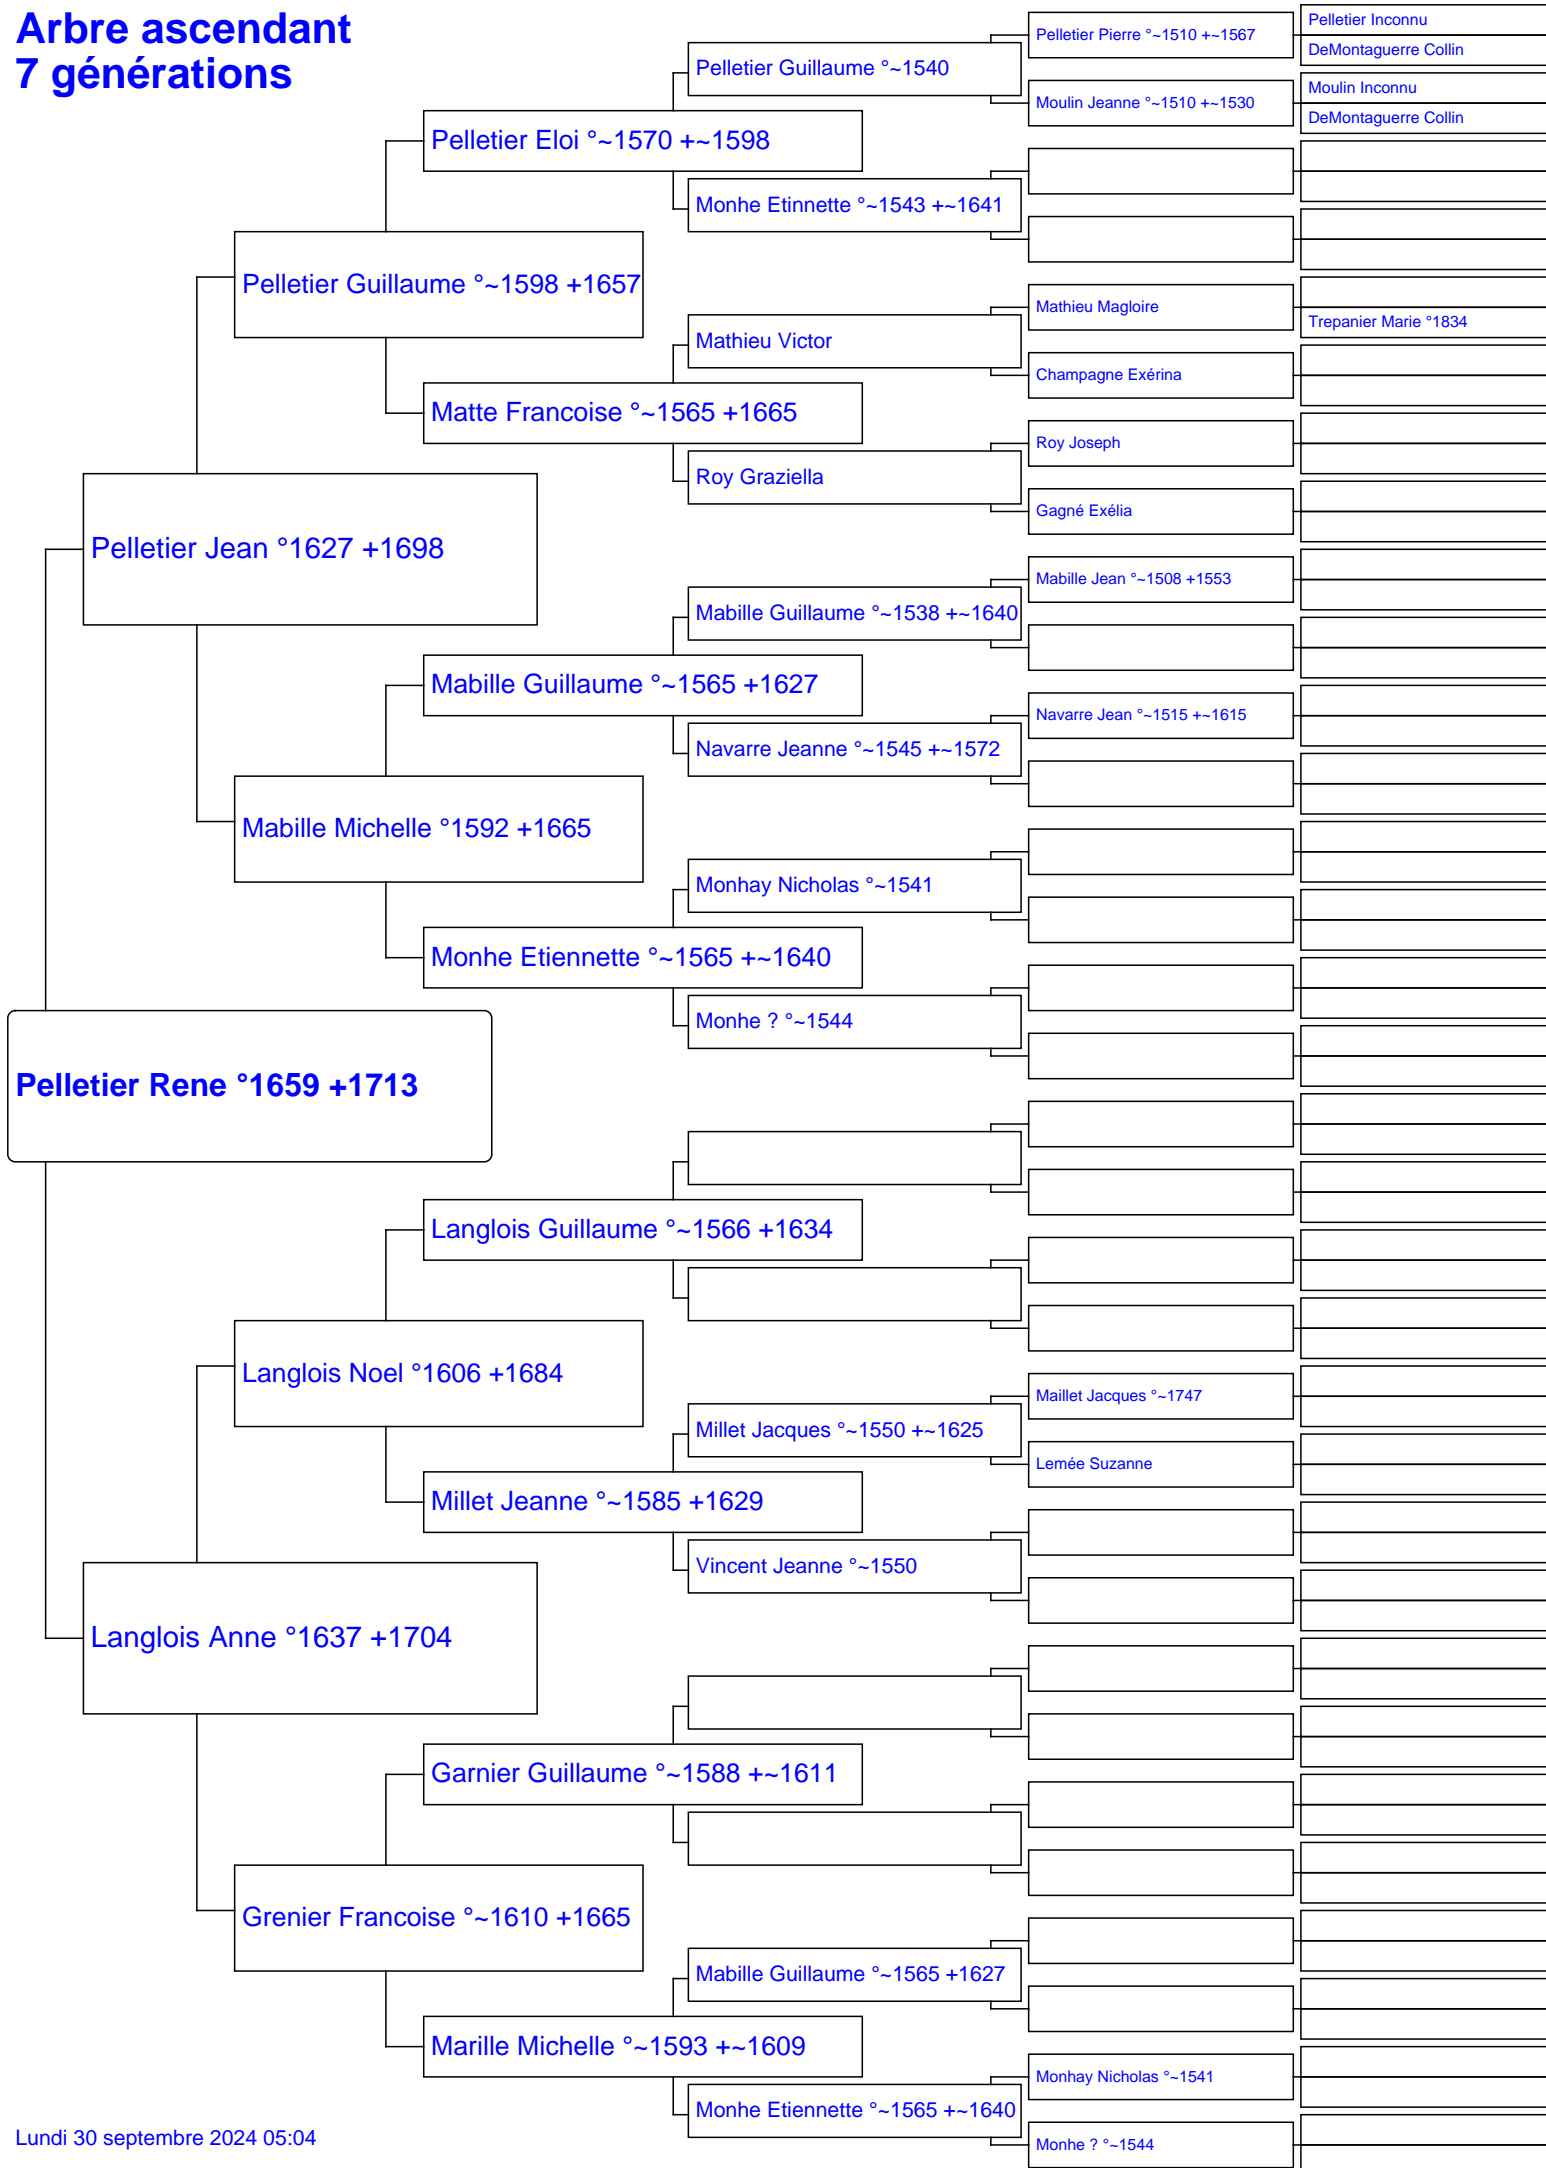 Arbre ascendant
7 générations
Pelletier Inconnu
Pelletier Pierre °~1510 +~1567
DeMontaguerre Collin
Pelletier Guillaume °~1540
Moulin Inconnu
Moulin Jeanne °~1510 +~1530
DeMontaguerre Collin
Pelletier Eloi °~1570 +~1598
Monhe Etinnette °~1543 +~1641
Pelletier Guillaume °~1598 +1657
Mathieu Magloire
Trepanier Marie °1834
Mathieu Victor
Champagne Exérina
Matte Francoise °~1565 +1665
Roy Joseph
Roy Graziella
Gagné Exélia
Pelletier Jean °1627 +1698
Mabille Jean °~1508 +1553
Mabille Guillaume °~1538 +~1640
Mabille Guillaume °~1565 +1627
Navarre Jean °~1515 +~1615
Navarre Jeanne °~1545 +~1572
Mabille Michelle °1592 +1665
Monhay Nicholas °~1541
Monhe Etiennette °~1565 +~1640
Monhe ? °~1544
Pelletier Rene °1659 +1713
Langlois Guillaume °~1566 +1634
Langlois Noel °1606 +1684
Maillet Jacques °~1747
Millet Jacques °~1550 +~1625
Lemée Suzanne
Millet Jeanne °~1585 +1629
Vincent Jeanne °~1550
Langlois Anne °1637 +1704
Garnier Guillaume °~1588 +~1611
Grenier Francoise °~1610 +1665
Mabille Guillaume °~1565 +1627
Marille Michelle °~1593 +~1609
Monhay Nicholas °~1541
Monhe Etiennette °~1565 +~1640
Monhe ? °~1544
Lundi 30 septembre 2024 05:04